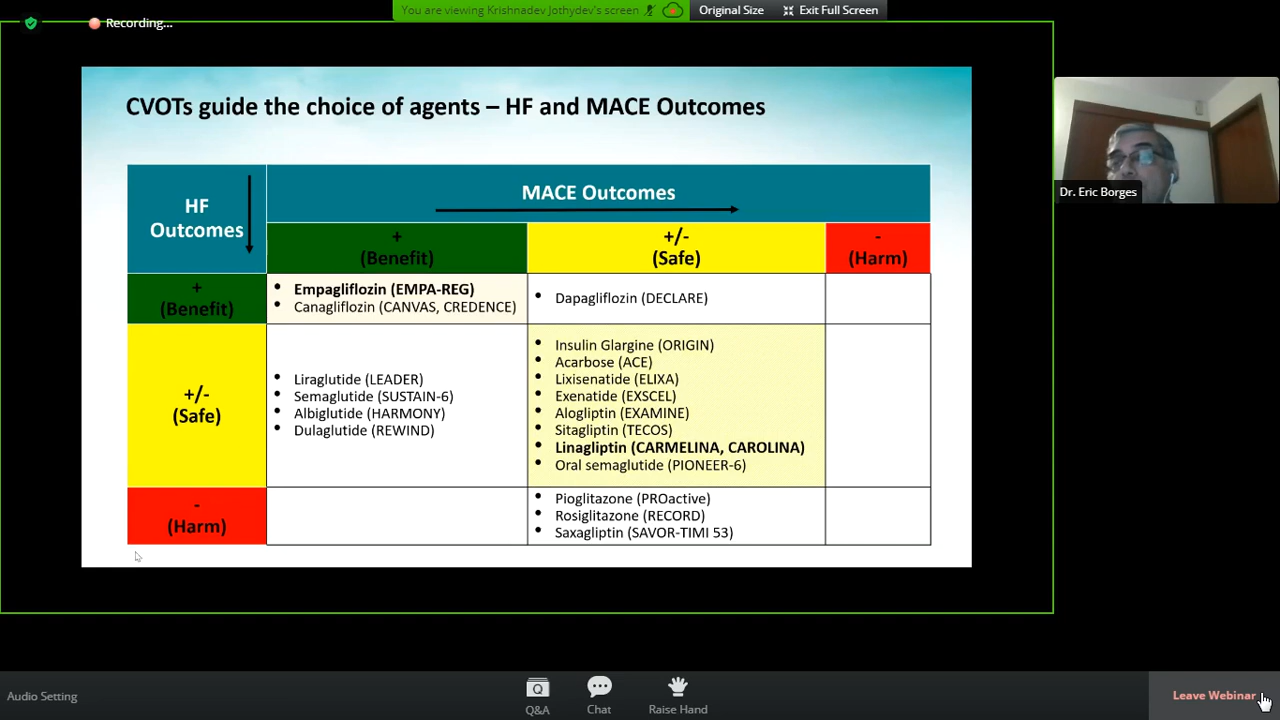 You are viewing Krishnadev Jothydev's screen
Original Size
Exit Full Screen
Recording...
CVOTs guide the choice of agents – HF and MACE Outcomes
HF
Outcomes
MACE Outcomes
+
(Benefit)
+/-
(Safe)
-
(Harm)
+
(Benefit)
• Empagliflozin (EMPA-REG)
• Canagliflozin (CANVAS, CREDENCE)
• Dapagliflozin (DECLARE)
+/-
(Safe)
• Liraglutide (LEADER)
• Semaglutide (SUSTAIN-6)
• Albiglutide (HARMONY)
• Dulaglutide (REWIND)
• Insulin Glargine (ORIGIN)
• Acarbose (ACE)
• Lixisenatide (ELIXA)
• Exenatide (EXSCEL)
• Alogliptin (EXAMINE)
• Sitagliptin (TECOS)
• Linagliptin (CARMELINA, CAROLINA)
• Oral semaglutide (PIONEER-6)
-
(Harm)
• Pioglitazone (PROactive)
• Rosiglitazone (RECORD)
• Saxagliptin (SAVOR-TIMI 53)
Dr. Eric Borges
Audio Setting
Q&A
Chat
Raise Hand
Leave Webinar